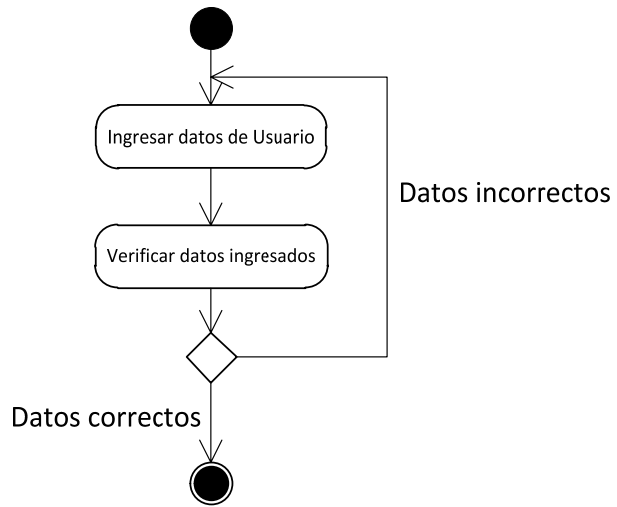 Ingresar datos de Usuario
Datos incorrectos
Verificar datos ingresados
Datos correctos